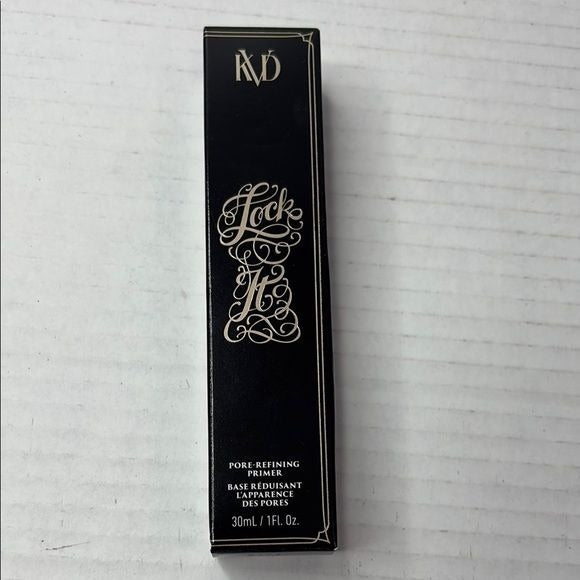 KVD
Lock
It
PORE-REFINING
PRIMER
BASE RÉDUISANT
L'APPARENCE
DES PORES
30mL / 1Fl. Oz.